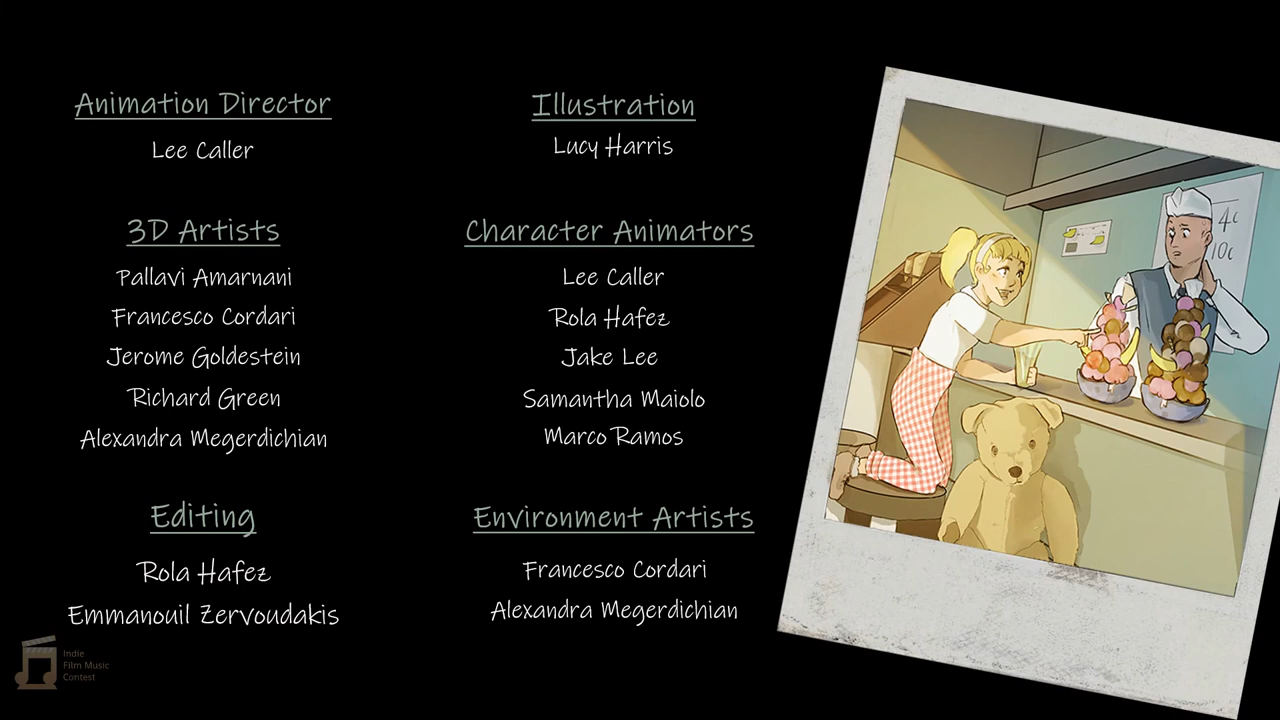 Animation Director
Lee Caller
3D Artists
Pallavi Amarnani
Francesco Cordari
Jerome Goldestein
Richard Green
Alexandra Megerdichian
Editing
Rola Hafez
Emmanouil Zervoudakis
Illustration
Lucy Harris
Character Animators
Lee Caller
Rola Hafez
Jake Lee
Samantha Maiolo
Marco Ramos
Environment Artists
Francesco Cordari
Alexandra Megerdichian
4¢
10¢
Indie
Film Music
Contest